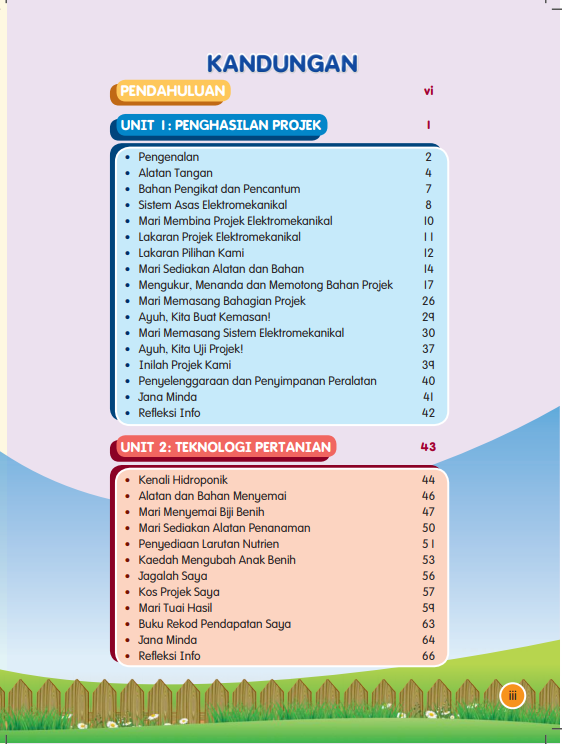 KANDUNGAN
PENDAHULUAN vi
UNIT 1: PENGHASILAN PROJEK 1
• Pengenalan 2
• Alatan Tangan 4
• Bahan Pengikat dan Pencantum 7
• Sistem Asas Elektromekanikal 8
• Mari Membina Projek Elektromekanikal 10
• Lakaran Projek Elektromekanikal 11
• Lakaran Pilihan Kami 12
• Mari Sediakan Alatan dan Bahan 14
• Mengukur, Menanda dan Memotong Bahan Projek 17
• Mari Memasang Bahagian Projek 26
• Ayuh, Kita Buat Kemasan! 29
• Mari Memasang Sistem Elektromekanikal 30
• Ayuh, Kita Uji Projek! 37
• Inilah Projek Kami 39
• Penyelenggaraan dan Penyimpanan Peralatan 40
• Jana Minda 41
• Refleksi Info 42
UNIT 2: TEKNOLOGI PERTANIAN 43
• Kenali Hidroponik 44
• Alatan dan Bahan Menyemai 46
• Mari Menyemai Biji Benih 47
• Mari Sediakan Alatan Penanaman 50
• Penyediaan Larutan Nutrien 51
• Kaedah Mengubah Anak Benih 53
• Jagalah Saya 56
• Kos Projek Saya 57
• Mari Tuai Hasil 59
• Buku Rekod Pendapatan Saya 63
• Jana Minda 64
• Refleksi Info 66
iii